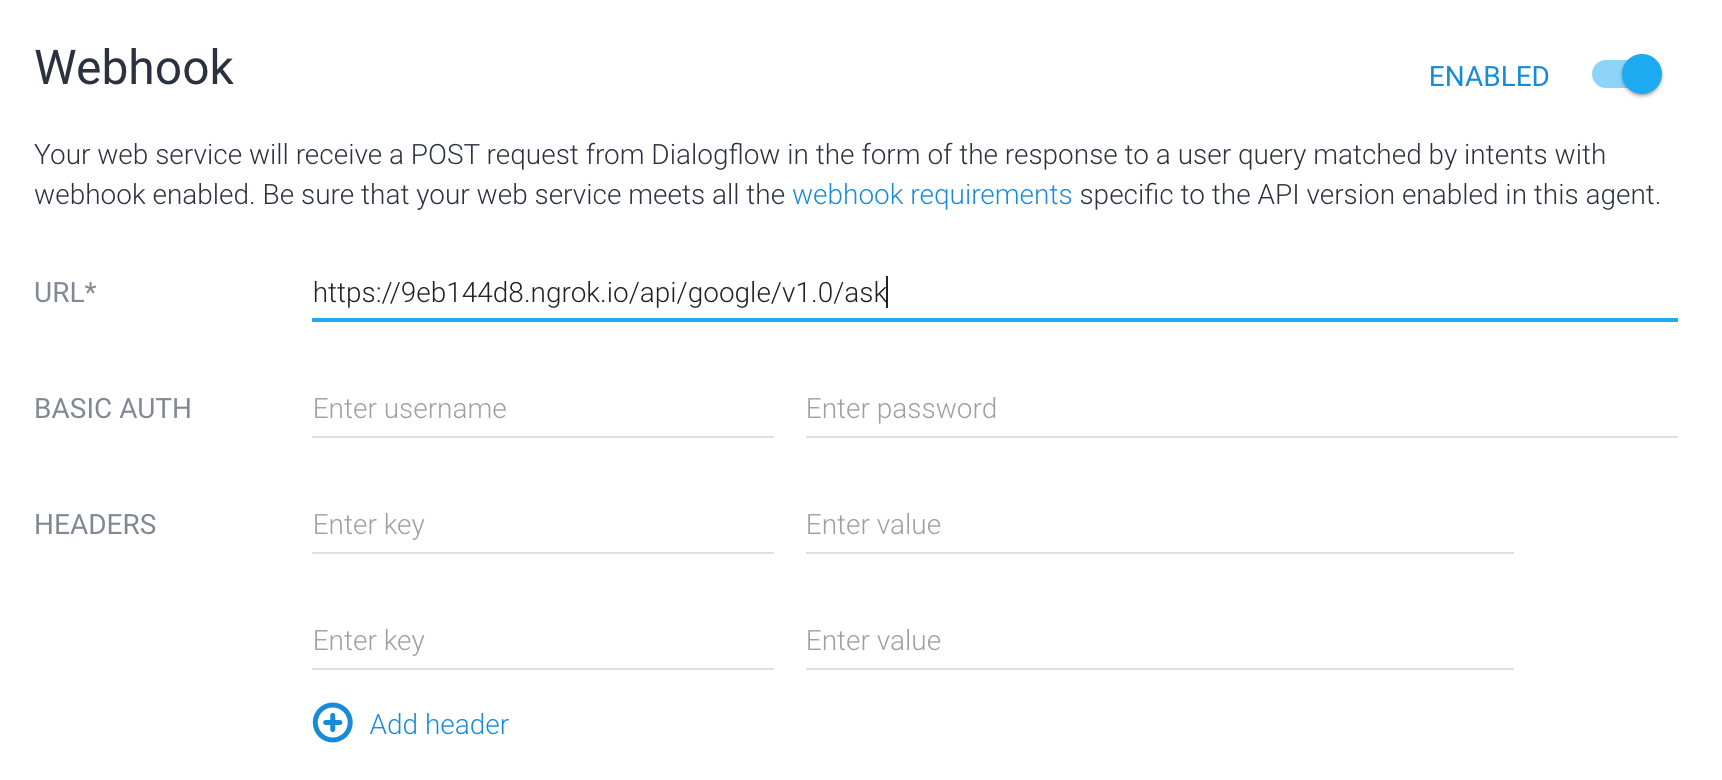 Webhook
ENABLED
Your web service will receive a POST request from Dialogflow in the form of the response to a user query matched by intents with
webhook enabled. Be sure that your web service meets all the webhook requirements specific to the API version enabled in this agent.
URL*
https://9eb144d8.ngrok.io/api/google/v1.0/ask
BASIC AUTH
Enter username
Enter password
HEADERS
Enter key
Enter value
Enter key
Enter value
Add header